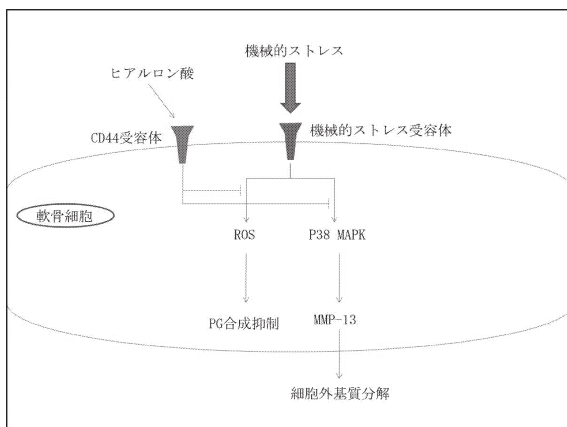 機械的ストレス
ヒアルロン酸
CD44受容体
機械的ストレス受容体
軟骨細胞
ROS
P38 MAPK
PG合成抑制
MMP-13
細胞外基質分解